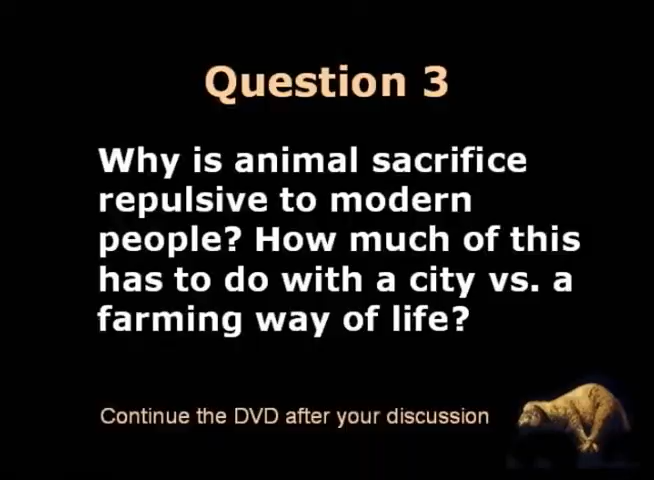 Question 3
Why is animal sacrifice
repulsive to modern
people? How much of this
has to do with a city vs. a
farming way of life?
Continue the DVD after your discussion